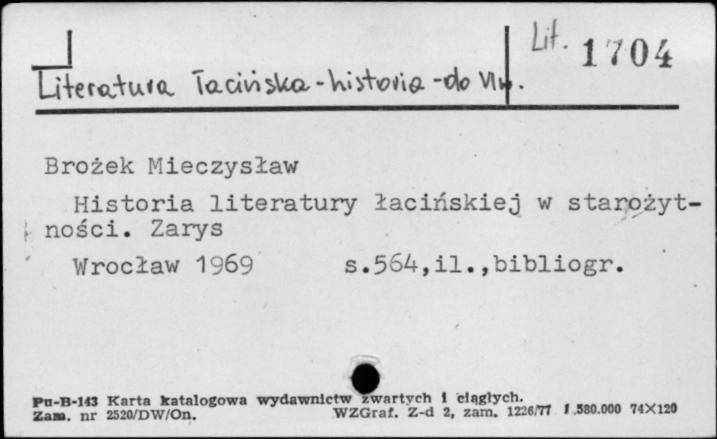 Lit. 1704
Literatura łacińska - historia - do Vw.
Brożek Mieczysław
Historia literatury łacińskiej w starożyt-
ności. Zarys
Wrocław 1969 s.564,il.,bibliogr.
Pu-B-143 Karta katalogowa wydawnictw zwartych i ciągłych.
Zam. nr 2520/DW/On. WZGraf. Z-d 2, zam. 1226/77 1.580.000 74X120